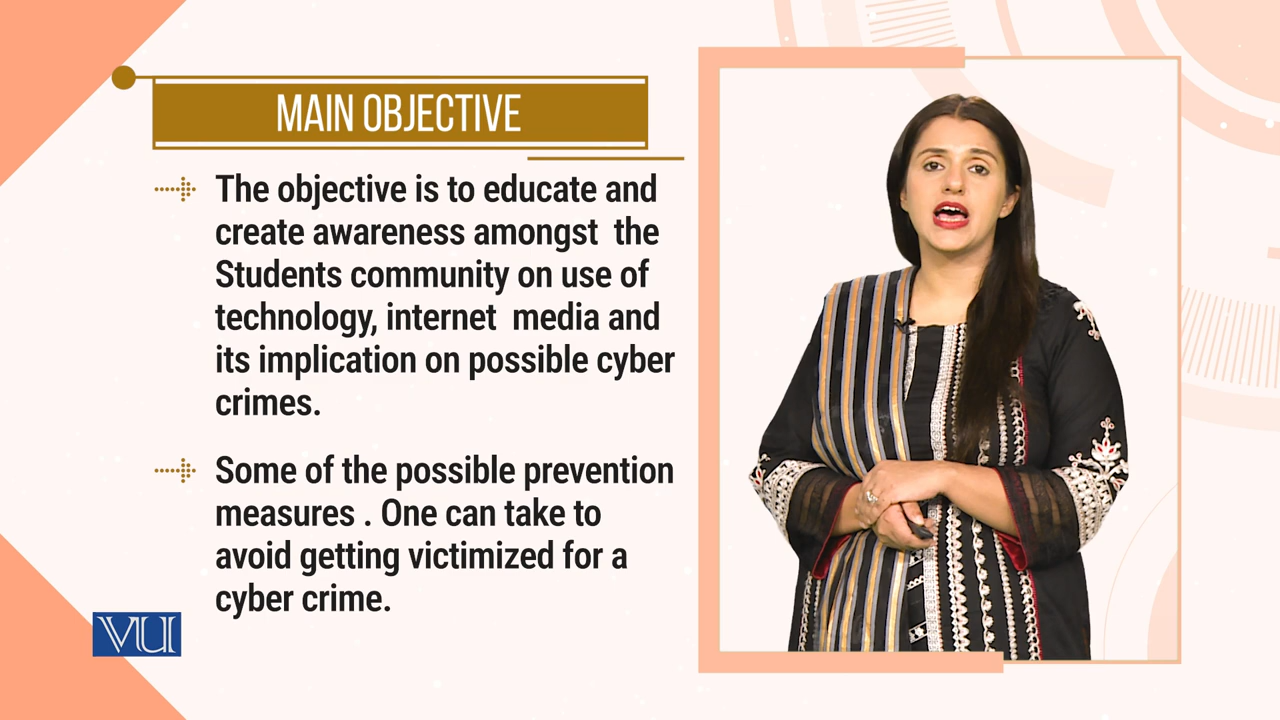 MAIN OBJECTIVE
The objective is to educate and
create awareness amongst  the
Students community on use of
technology, internet  media and
its implication on possible cyber
crimes.
Some of the possible prevention
measures . One can take to
avoid getting victimized for a
cyber crime.
VU